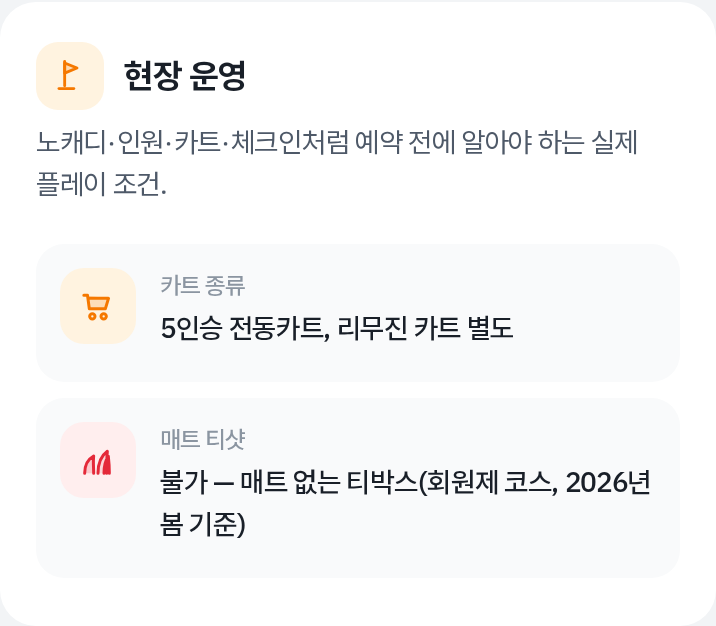 현장 운영
노캐디·인원·카트·체크인처럼 예약 전에 알아야 하는 실제
플레이 조건.
카트 종류
5인승 전동카트, 리무진 카트 별도
매트 티샷
불가 — 매트 없는 티박스(회원제 코스, 2026년
봄 기준)